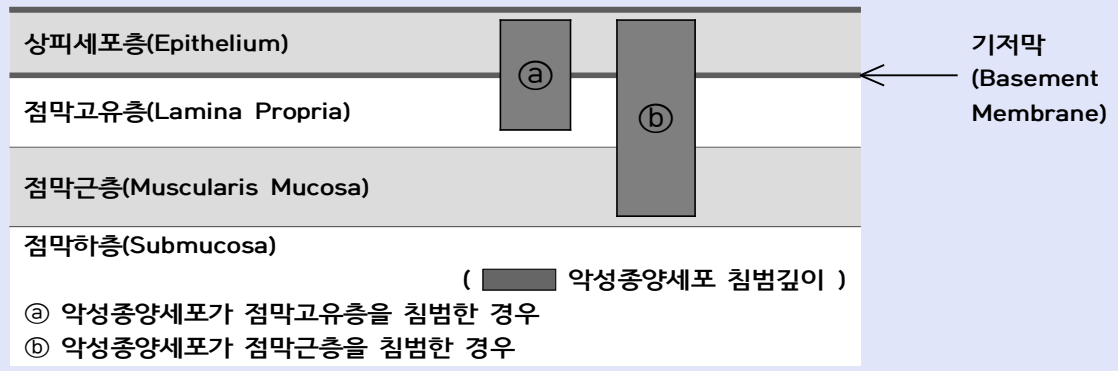 상피세포층(Epithelium)
ⓐ
기저막
(Basement
Membrane)
점막고유층(Lamina Propria)
ⓑ
점막근층(Muscularis Mucosa)
점막하층(Submucosa)
( 악성종양세포 침범깊이 )
ⓐ 악성종양세포가 점막고유층을 침범한 경우
ⓑ 악성종양세포가 점막근층을 침범한 경우